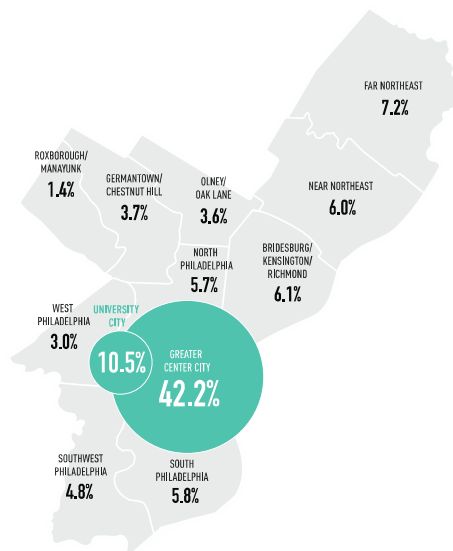 FAR NORTHEAST
7.2%
ROXBOROUGH/
MANAYUNK
1.4%
GERMANTOWN/
CHESTNUT HILL
3.7%
OLNEY/
OAK LANE
3.6%
NEAR NORTHEAST
6.0%
NORTH
PHILADELPHIA
5.7%
BRIDESBURG/
KENSINGTON/
RICHMOND
6.1%
WEST
PHILADELPHIA
3.0%
UNIVERSITY
CITY
10.5%
GREATER
CENTER CITY
42.2%
SOUTHWEST
PHILADELPHIA
4.8%
SOUTH
PHILADELPHIA
5.8%